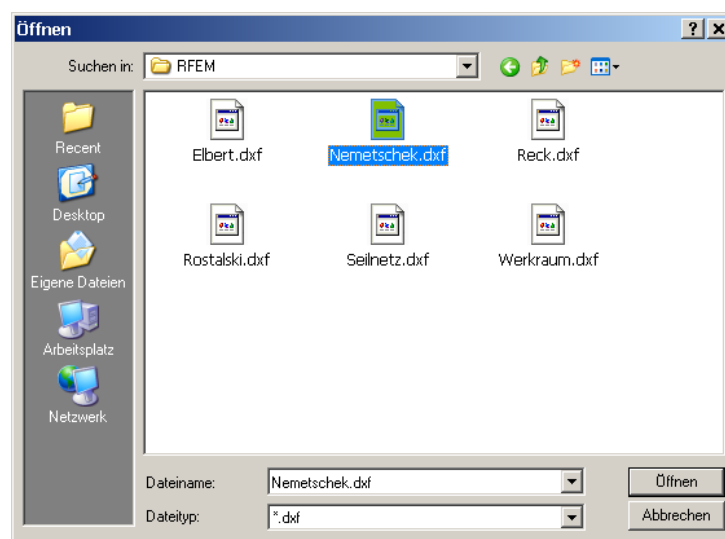 Öffnen
Suchen in: RFEM
Recent
Desktop
Eigene Dateien
Arbeitsplatz
Netzwerk
Elbert.dxf Nemetschek.dxf Reck.dxf
Rostalski.dxf Seilnetz.dxf Werkraum.dxf
Dateiname: Nemetschek.dxf Öffnen
Dateityp: *.dxf Abbrechen